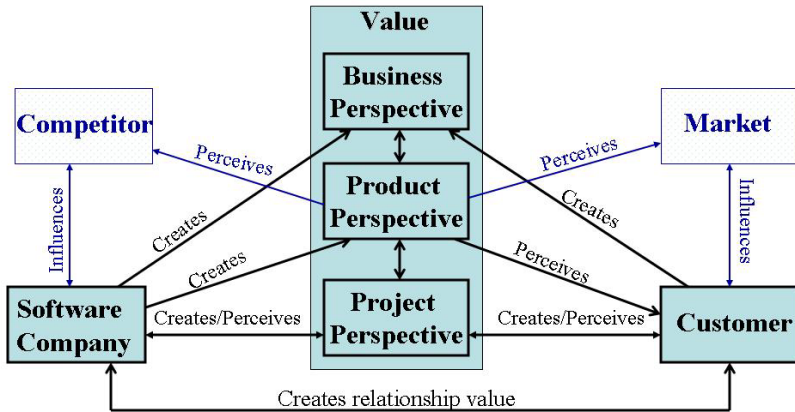 Value
Business
Perspective
Competitor
Market
Perceives
Perceives
Product
Perspective
Influences
Influences
Creates
Creates
Creates
Perceives
Software
Company
Creates/Perceives
Project
Perspective
Creates/Perceives
Customer
Creates relationship value